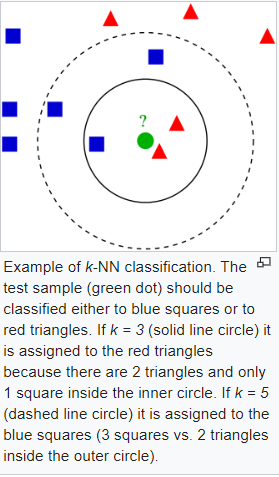 ?
Example of k-NN classification. The
test sample (green dot) should be
classified either to blue squares or to
red triangles. If k = 3 (solid line circle) it
is assigned to the red triangles
because there are 2 triangles and only
1 square inside the inner circle. If k = 5
(dashed line circle) it is assigned to the
blue squares (3 squares vs. 2 triangles
inside the outer circle).